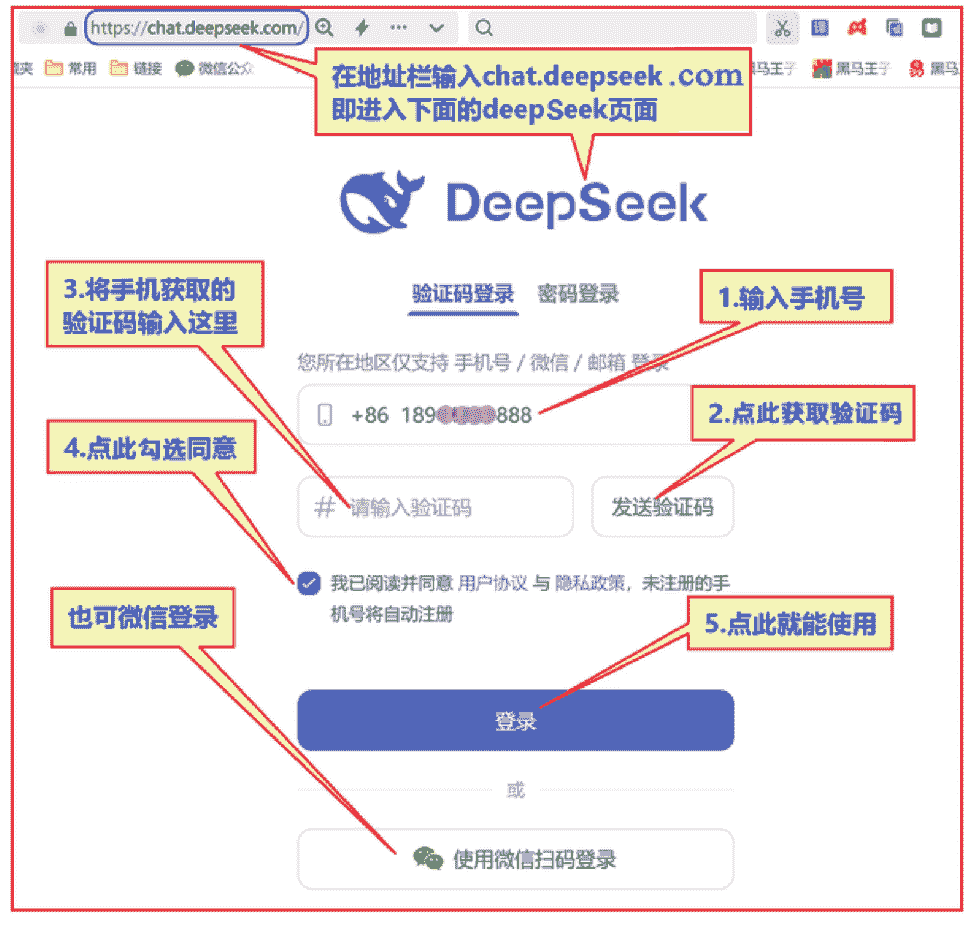 https://chat.deepseek.com/
常用 链接 微信公众
黑马王子
在地址栏输入chat.deepseek .com
即进入下面的deepSeek页面
DeepSeek
3.将手机获取的
验证码输入这里
验证码登录 密码登录
1.输入手机号
您所在地区仅支持 手机号 / 微信 / 邮箱 登录
+86 189 888
2.点此获取验证码
4.点此勾选同意
# 请输入验证码
发送验证码
我已阅读并同意 用户协议 与 隐私政策，未注册的手
机号将自动注册
也可微信登录
5.点此就能使用
登录
或
使用微信扫码登录